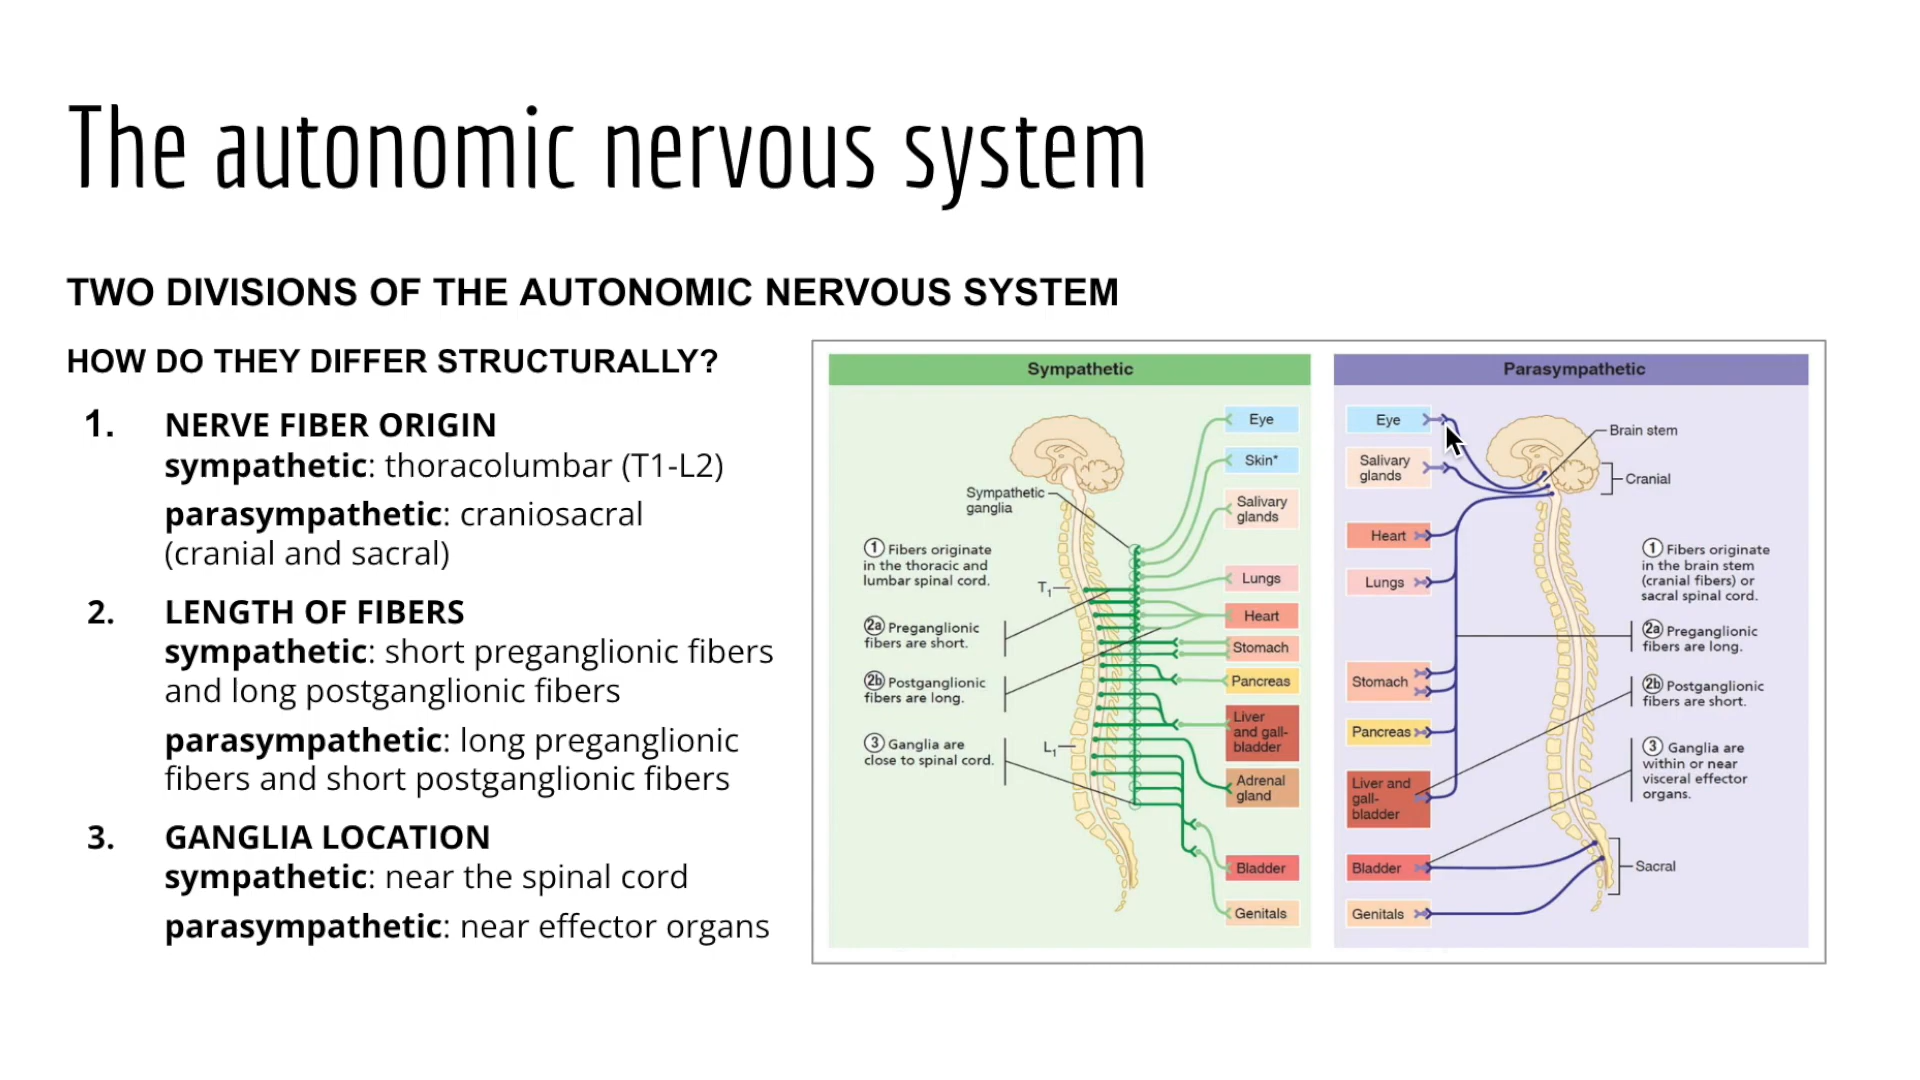 The autonomic nervous system
TWO DIVISIONS OF THE AUTONOMIC NERVOUS SYSTEM
HOW DO THEY DIFFER STRUCTURALLY?
1. NERVE FIBER ORIGIN
sympathetic: thoracolumbar (T1-L2)
parasympathetic: craniosacral
(cranial and sacral)
2. LENGTH OF FIBERS
sympathetic: short preganglionic fibers
and long postganglionic fibers
parasympathetic: long preganglionic
fibers and short postganglionic fibers
3. GANGLIA LOCATION
sympathetic: near the spinal cord
parasympathetic: near effector organs
Sympathetic
Sympathetic
ganglia
1 Fibers originate
in the thoracic and
lumbar spinal cord.
T1
2a Preganglionic
fibers are short.
2b Postganglionic
fibers are long.
3 Ganglia are
close to spinal cord.
L1
Eye
Skin*
Salivary
glands
Lungs
Heart
Stomach
Pancreas
Liver
and gall-
bladder
Adrenal
gland
Bladder
Genitals
Parasympathetic
Eye
Salivary
glands
Heart
Lungs
Stomach
Pancreas
Liver and
gall-
bladder
Bladder
Genitals
Brain stem
Cranial
1 Fibers originate
in the brain stem
(cranial fibers) or
sacral spinal cord.
2a Preganglionic
fibers are long.
2b Postganglionic
fibers are short.
3 Ganglia are
within or near
visceral effector
organs.
Sacral